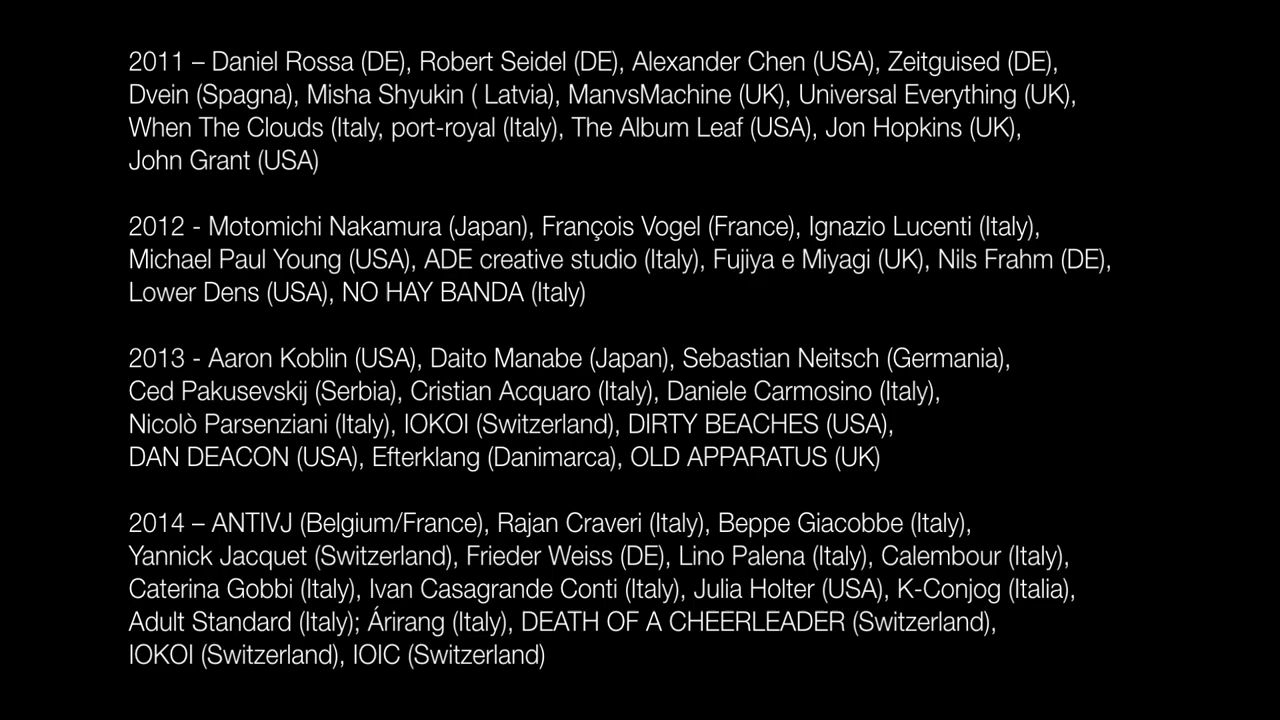 2011 – Daniel Rossa (DE), Robert Seidel (DE), Alexander Chen (USA), Zeitguised (DE),
Dvein (Spagna), Misha Shyukin ( Latvia), ManvsMachine (UK), Universal Everything (UK),
When The Clouds (Italy, port-royal (Italy), The Album Leaf (USA), Jon Hopkins (UK),
John Grant (USA)
2012 - Motomichi Nakamura (Japan), François Vogel (France), Ignazio Lucenti (Italy),
Michael Paul Young (USA), ADE creative studio (Italy), Fujiya e Miyagi (UK), Nils Frahm (DE),
Lower Dens (USA), NO HAY BANDA (Italy)
2013 - Aaron Koblin (USA), Daito Manabe (Japan), Sebastian Neitsch (Germania),
Ced Pakusevskij (Serbia), Cristian Acquaro (Italy), Daniele Carmosino (Italy),
Nicolò Parsenziani (Italy), IOKOI (Switzerland), DIRTY BEACHES (USA),
DAN DEACON (USA), Efterklang (Danimarca), OLD APPARATUS (UK)
2014 – ANTIVJ (Belgium/France), Rajan Craveri (Italy), Beppe Giacobbe (Italy),
Yannick Jacquet (Switzerland), Frieder Weiss (DE), Lino Palena (Italy), Calembour (Italy),
Caterina Gobbi (Italy), Ivan Casagrande Conti (Italy), Julia Holter (USA), K-Conjog (Italia),
Adult Standard (Italy); Árirang (Italy), DEATH OF A CHEERLEADER (Switzerland),
IOKOI (Switzerland), IOIC (Switzerland)